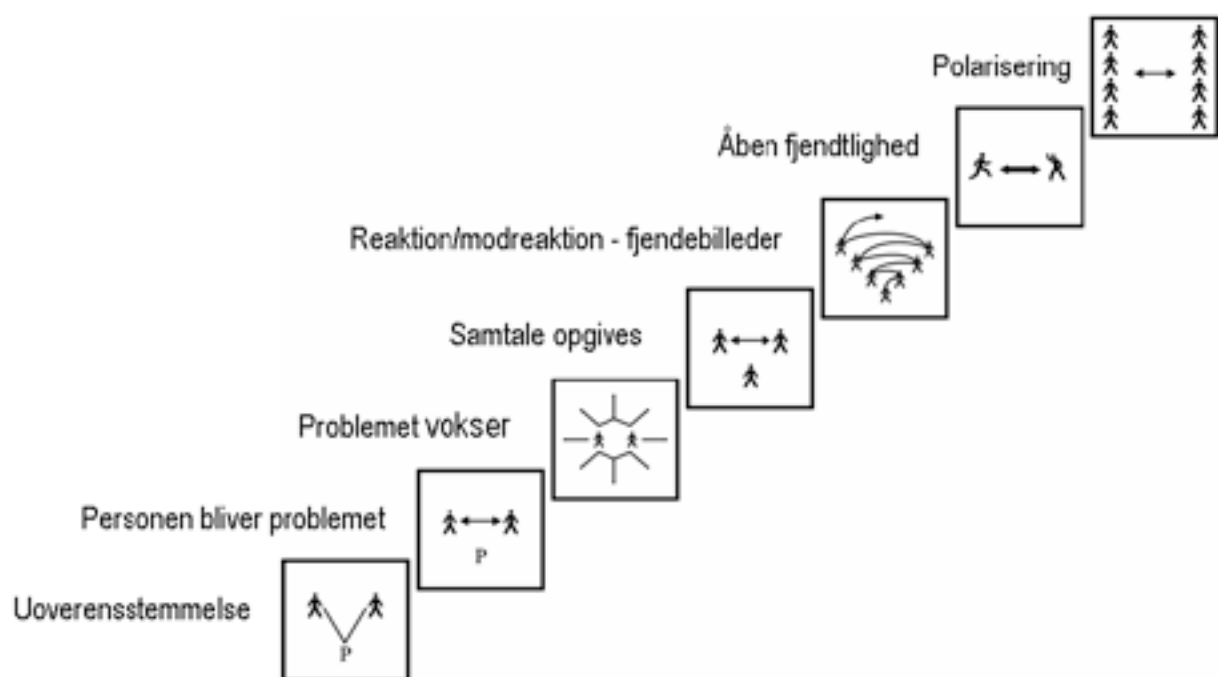 Polarisering
Åben fjendtlighed
Reaktion/modreaktion - fjendebilleder
Samtale opgives
Problemet vokser
Personen bliver problemet
P
Uoverensstemmelse
P